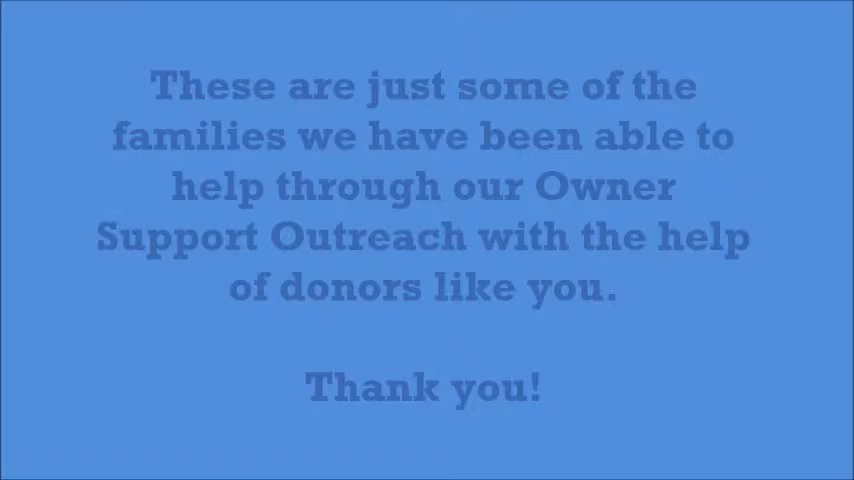 These are just some of the
families we have been able to
help through our Owner
Support Outreach with the help
of donors like you.
Thank you!